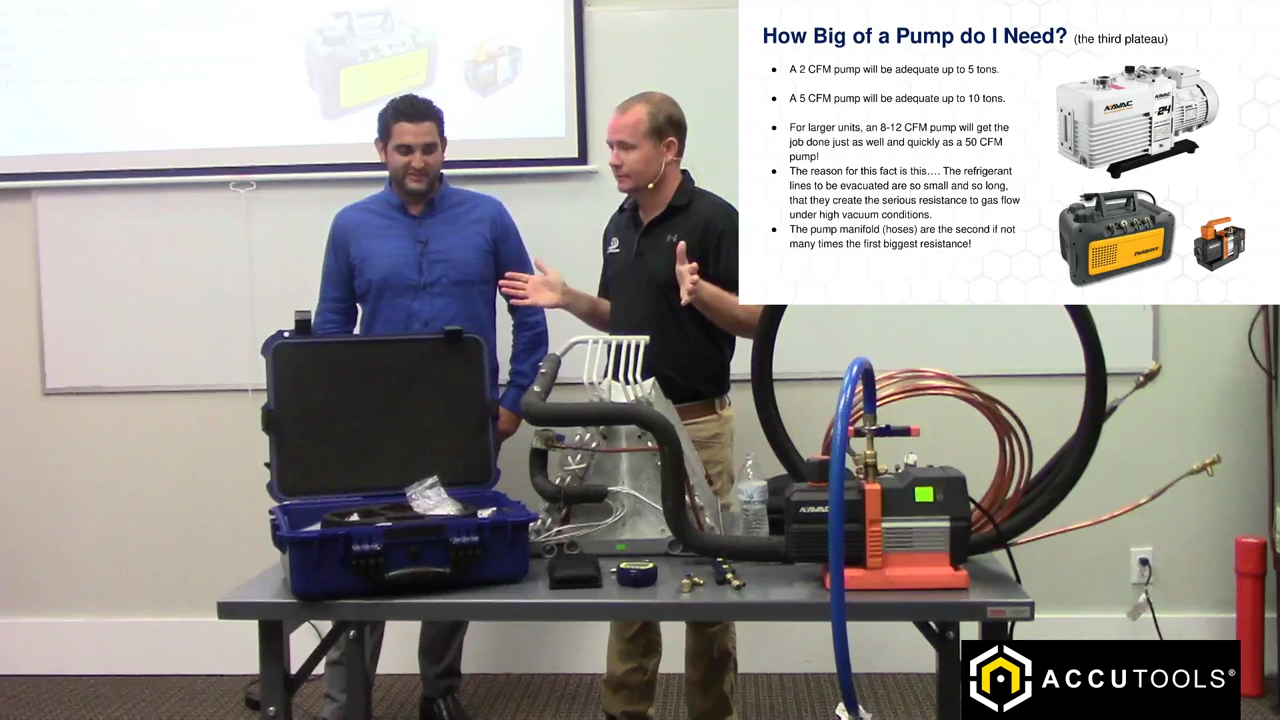 How Big of a Pump do I Need? (the third plateau)
● A 2 CFM pump will be adequate up to 5 tons.
● A 5 CFM pump will be adequate up to 10 tons.
● For larger units, an 8-12 CFM pump will get the
job done just as well and quickly as a 50 CFM
pump!
● The reason for this fact is this.... The refrigerant
lines to be evacuated are so small and so long,
that they create the serious resistance to gas flow
under high vacuum conditions.
● The pump manifold (hoses) are the second if not
many times the first biggest resistance!
NAVAC
NAVAC
24
Fieldpiece
NAVAC
ACCUTOOLS®